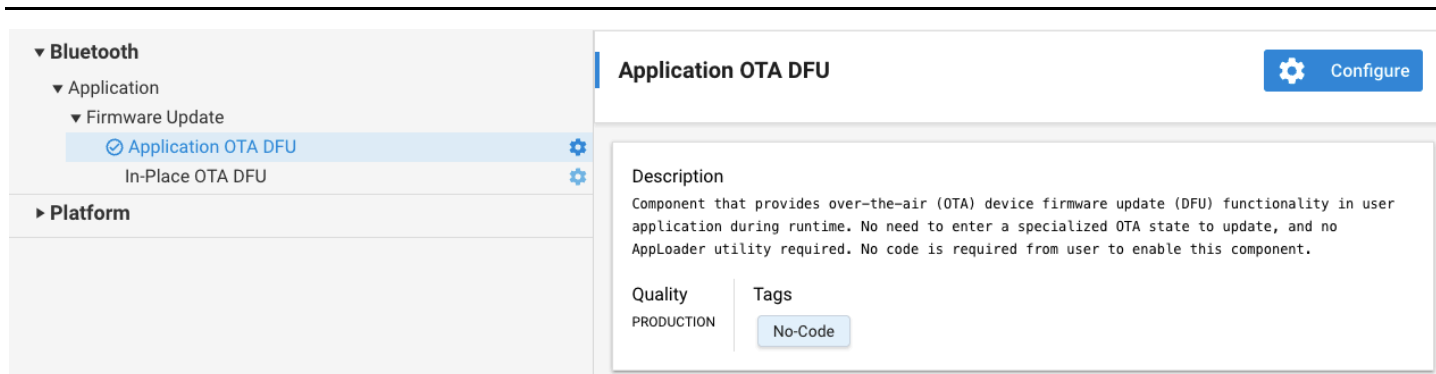 Bluetooth
Application
Firmware Update
Application OTA DFU
In-Place OTA DFU
Platform
Application OTA DFU
Configure
Description
Component that provides over-the-air (OTA) device firmware update (DFU) functionality in user
application during runtime. No need to enter a specialized OTA state to update, and no
AppLoader utility required. No code is required from user to enable this component.
Quality
Tags
PRODUCTION
No-Code